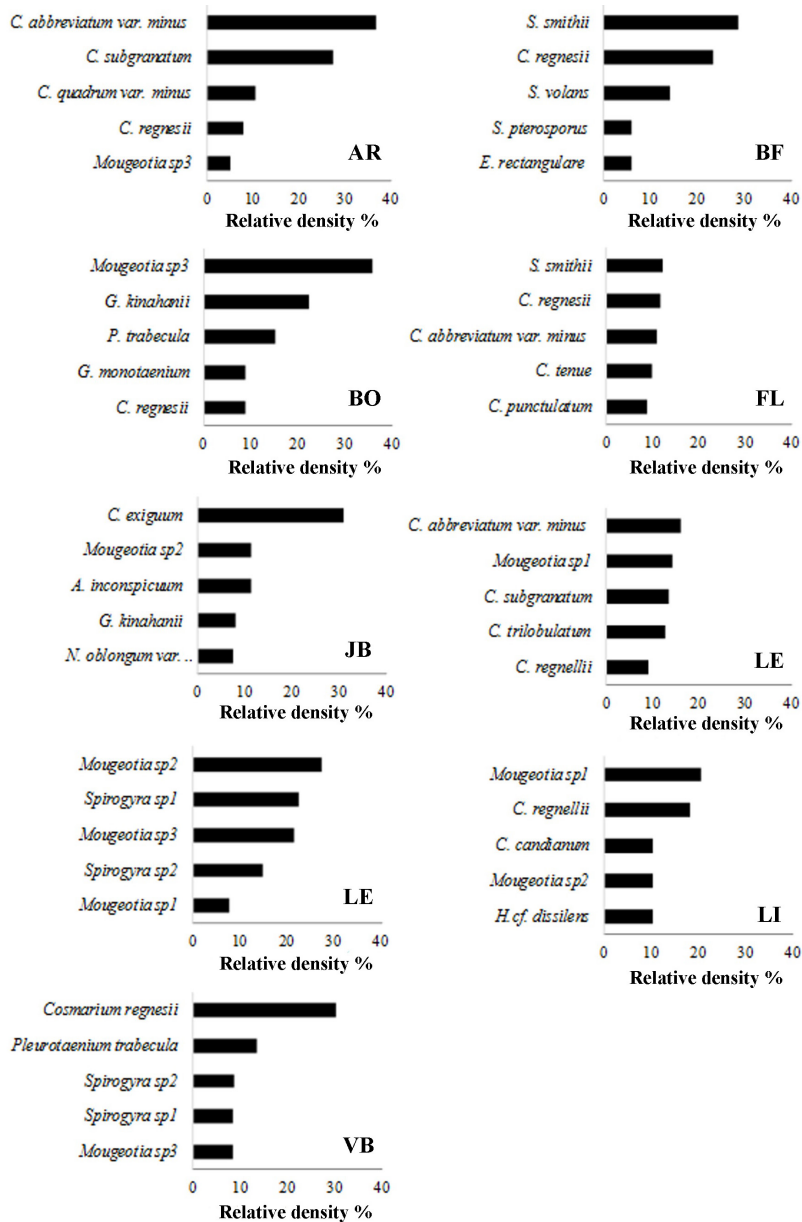 C. abbreviatum var. minus
C. subgranatum
C. quadrum var. minus
C. regnesii
Mougeotia sp3
AR
0 10 20 30 40
Relative density %
S. smithii
C. regnesii
S. volans
S. pterosporus
E. rectangulare
BF
0 10 20 30 40
Relative density %
Mougeotia sp3
G. kinahanii
P. trabecula
G. monotaenium
C. regnesii
BO
0 10 20 30 40
Relative density %
S. smithii
C. regnesii
C. abbreviatum var. minus
C. tenue
C. punctulatum
FL
0 10 20 30 40
Relative density %
C. exiguum
Mougeotia sp2
A. inconspicuum
G. kinahanii
N. oblongum var. ..
JB
0 10 20 30 40
Relative density %
C. abbreviatum var. minus
Mougeotia sp1
C. subgranatum
C. trilobulatum
C. regnellii
LE
0 10 20 30 40
Relative density %
Mougeotia sp2
Spirogyra sp1
Mougeotia sp3
Spirogyra sp2
Mougeotia sp1
LE
0 10 20 30 40
Relative density %
Mougeotia sp1
C. regnellii
C. candianum
Mougeotia sp2
H.cf. dissilens
LI
0 10 20 30 40
Relative density %
Cosmarium regnesii
Pleurotaenium trabecula
Spirogyra sp2
Spirogyra sp1
Mougeotia sp3
VB
0 10 20 30 40
Relative density %